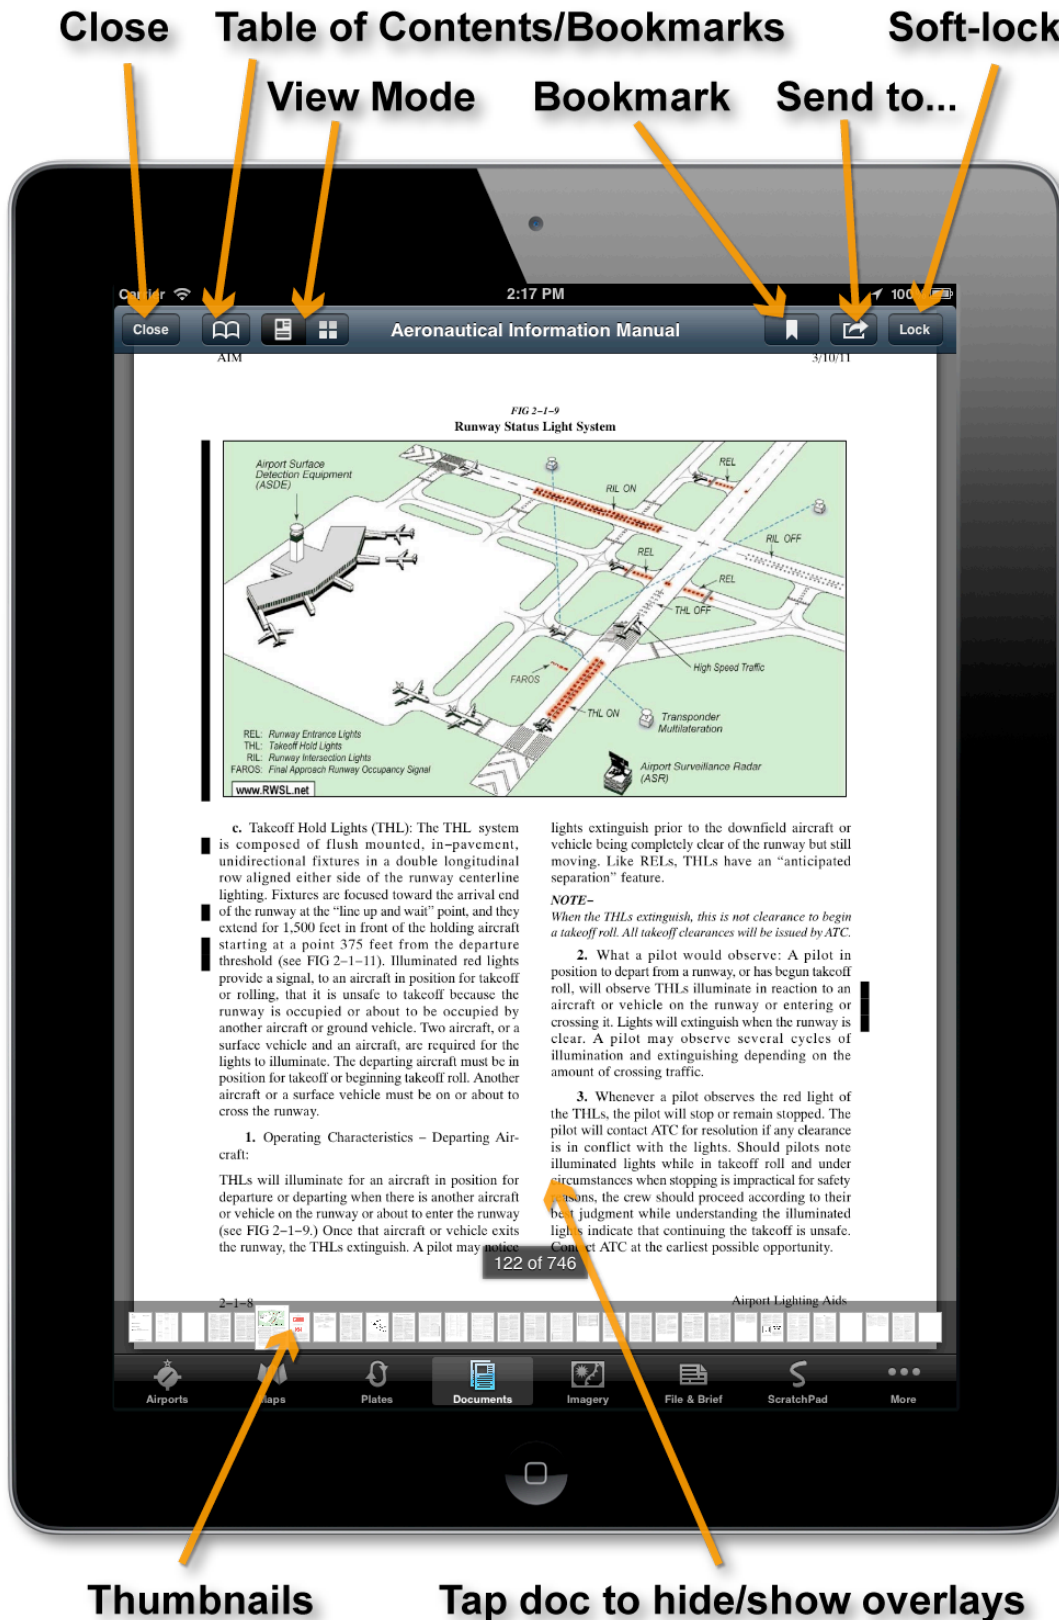 Close Table of Contents/Bookmarks Soft-lock
View Mode Bookmark Send to...
2:17 PM
Close Aeronautical Information Manual Lock
AIM 3/10/11
FIG 2-1-9
Runway Status Light System
Airport Surface
Detection Equipment
(ASDE)
REL
RIL ON
RIL OFF
REL
REL
THL OFF
High Speed Traffic
FAROS
THL ON
Transponder
Multilateration
REL: Runway Entrance Lights
THL: Takeoff Hold Lights
RIL: Runway Intersection Lights
FAROS: Final Approach Runway Occupancy Signal
Airport Surveillance Radar
(ASR)
www.RWSL.net
c. Takeoff Hold Lights (THL): The THL system
is composed of flush mounted, in-pavement,
unidirectional fixtures in a double longitudinal
row aligned either side of the runway centerline
lighting. Fixtures are focused toward the arrival end
of the runway at the “line up and wait” point, and they
extend for 1,500 feet in front of the holding aircraft
starting at a point 375 feet from the departure
threshold (see FIG 2-1-11). Illuminated red lights
provide a signal, to an aircraft in position for takeoff
or rolling, that it is unsafe to takeoff because the
runway is occupied or about to be occupied by
another aircraft or ground vehicle. Two aircraft, or a
surface vehicle and an aircraft, are required for the
lights to illuminate. The departing aircraft must be in
position for takeoff or beginning takeoff roll. Another
aircraft or a surface vehicle must be on or about to
cross the runway.
1. Operating Characteristics – Departing Air-
craft:
THLs will illuminate for an aircraft in position for
departure or departing when there is another aircraft
or vehicle on the runway or about to enter the runway
(see FIG 2-1-9.) Once that aircraft or vehicle exits
the runway, the THLs extinguish. A pilot may notice
lights extinguish prior to the downfield aircraft or
vehicle being completely clear of the runway but still
moving. Like RELs, THLs have an “anticipated
separation” feature.
NOTE–
When the THLs extinguish, this is not clearance to begin
a takeoff roll. All takeoff clearances will be issued by ATC.
2. What a pilot would observe: A pilot in
position to depart from a runway, or has begun takeoff
roll, will observe THLs illuminate in reaction to an
aircraft or vehicle on the runway or entering or
crossing it. Lights will extinguish when the runway is
clear. A pilot may observe several cycles of
illumination and extinguishing depending on the
amount of crossing traffic.
3. Whenever a pilot observes the red light of
the THLs, the pilot will stop or remain stopped. The
pilot will contact ATC for resolution if any clearance
is in conflict with the lights. Should pilots note
illuminated lights while in takeoff roll and under
circumstances when stopping is impractical for safety
reasons, the crew should proceed according to their
best judgment while understanding the illuminated
lights indicate that continuing the takeoff is unsafe.
Contact ATC at the earliest possible opportunity.
122 of 746
2-1-8 Airport Lighting Aids
Airports Maps Plates Documents Imagery File & Brief ScratchPad More
Thumbnails Tap doc to hide/show overlays